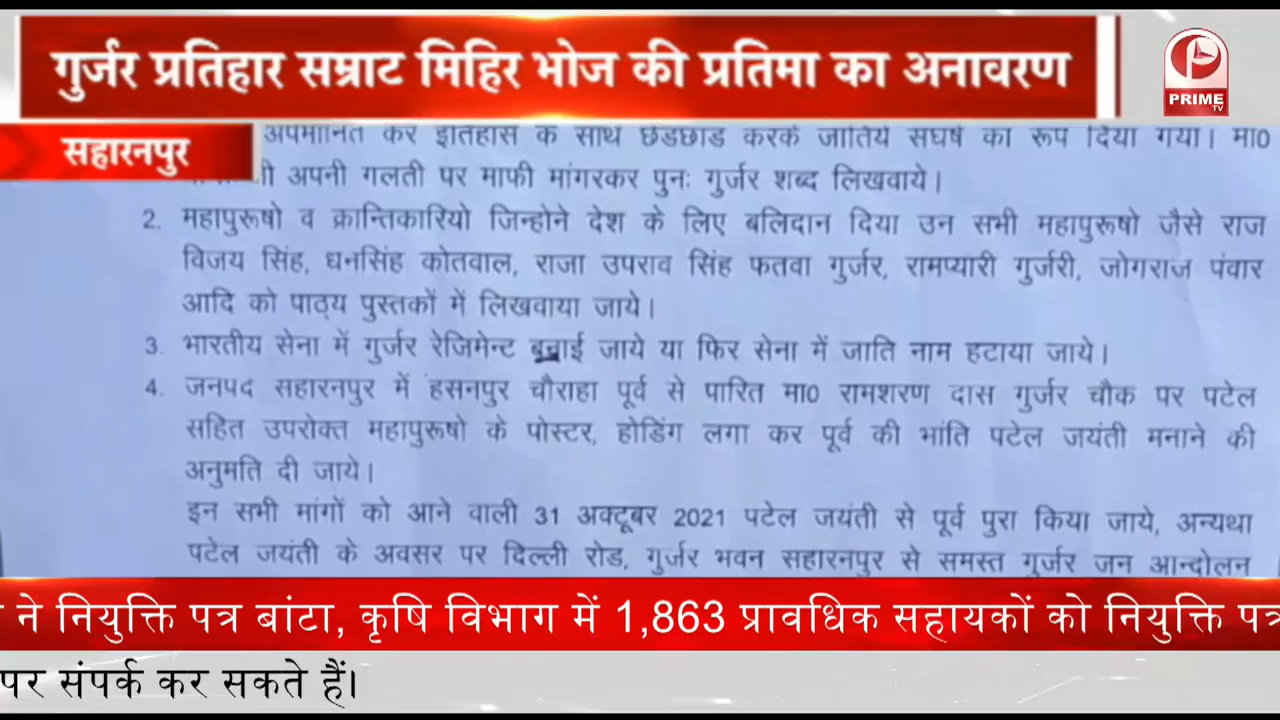 गुर्जर प्रतिहार सम्राट मिहिर भोज की प्रतिमा का अनावरण
PRIME
TV
सहारनपुर
अपमानित कर इतिहास के साथ छेडछाड करके जातिये संघर्ष का रूप दिया गया। मा0
अपनी गलती पर माफी मांगरकर पुनः गुर्जर शब्द लिखवाये।
2. महापुरूषो व क्रान्तिकारियो जिन्होने देश के लिए बलिदान दिया उन सभी महापुरूषो जैसे राज
विजय सिंह, धनसिंह कोतवाल, राजा उपराव सिंह फतवा गुर्जर, रामप्यारी गुर्जरी, जोगराज पंवार
आदि को पाठ्य पुस्तकों में लिखवाया जाये।
3. भारतीय सेना में गुर्जर रेजिमेन्ट बनाई जाये या फिर सेना में जाति नाम हटाया जाये।
4. जनपद सहारनपुर में हसनपुर चौराहा पूर्व से पारित मा0 रामशरण दास गुर्जर चौक पर पटेल
सहित उपरोक्त महापुरूषो के पोस्टर, होडिंग लगा कर पूर्व की भांति पटेल जयंती मनाने की
अनुमति दी जाये।
इन सभी मांगों को आने वाली 31 अक्टूबर 2021 पटेल जयंती से पूर्व पुरा किया जाये, अन्यथा
पटेल जयंती के अवसर पर दिल्ली रोड, गुर्जर भवन सहारनपुर से समस्त गुर्जर जन आन्दोलन
ने नियुक्ति पत्र बांटा, कृषि विभाग में 1,863 प्रावधिक सहायकों को नियुक्ति पत्र
पर संपर्क कर सकते हैं।